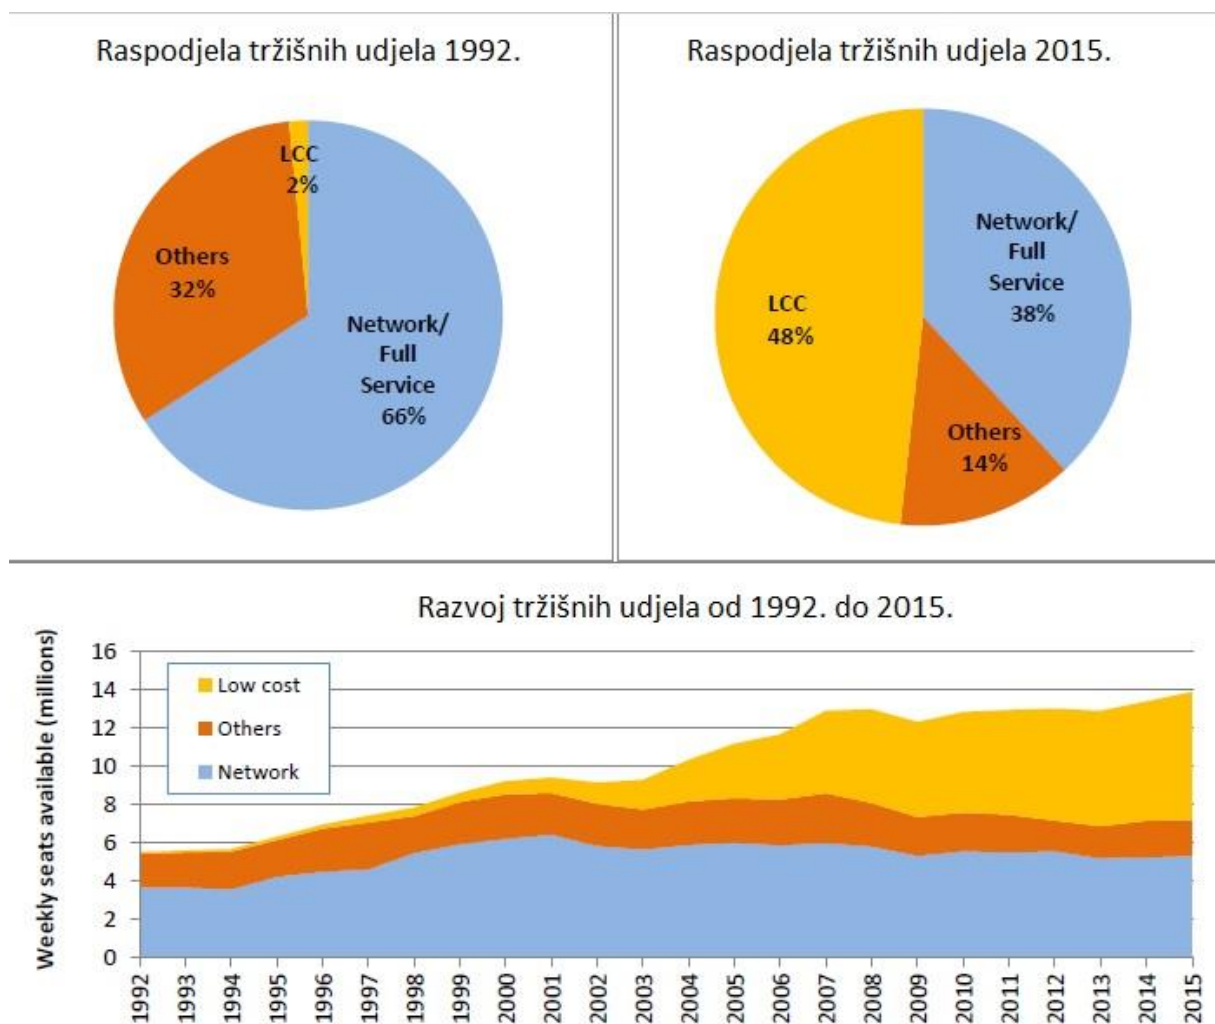 Raspodjela tržišnih udjela 1992.
LCC
2%
Others
32%
Network/
Full
Service
66%
Raspodjela tržišnih udjela 2015.
Network/
Full
Service
38%
LCC
48%
Others
14%
Razvoj tržišnih udjela od 1992. do 2015.
Weekly seats available (millions)
16
14
12
10
8
6
4
2
0
Low cost
Others
Network
1992
1993
1994
1995
1996
1997
1998
1999
2000
2001
2002
2003
2004
2005
2006
2007
2008
2009
2010
2011
2012
2013
2014
2015